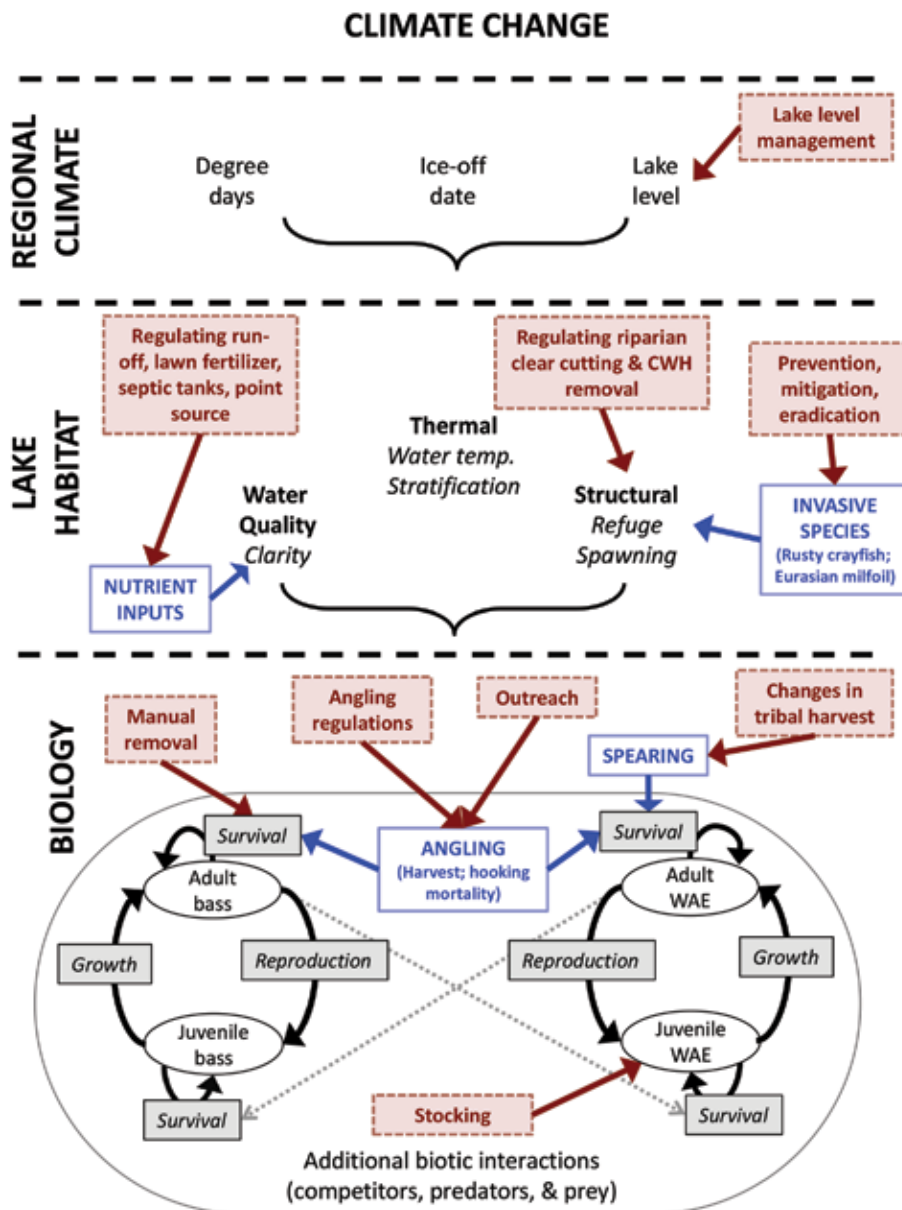 CLIMATE CHANGE
REGIONAL
CLIMATE
Degree
days
Ice-off
date
Lake
level
Lake level
management
LAKE
HABITAT
Regulating run-
off, lawn fertilizer,
septic tanks, point
source
Regulating riparian
clear cutting & CWH
removal
Prevention,
mitigation,
eradication
Thermal
Water temp.
Stratification
Water
Quality
Clarity
Structural
Refuge
Spawning
INVASIVE
SPECIES
(Rusty crayfish;
Eurasian milfoil)
NUTRIENT
INPUTS
BIOLOGY
Manual
removal
Angling
regulations
Outreach
Changes in
tribal harvest
SPEARING
Survival
ANGLING
(Harvest; hooking
mortality)
Survival
Adult
bass
Adult
WAE
Growth
Reproduction
Reproduction
Growth
Juvenile
bass
Juvenile
WAE
Survival
Stocking
Survival
Additional biotic interactions
(competitors, predators, & prey)